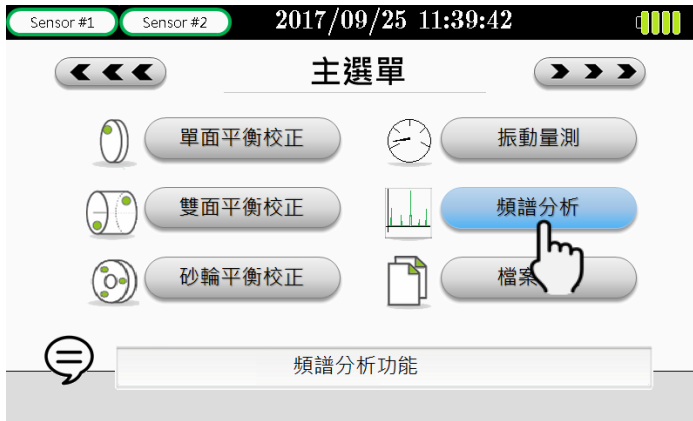 Sensor #1 Sensor #2 2017/09/25 11:39:42
主選單
單面平衡校正 振動量測
雙面平衡校正 頻譜分析
砂輪平衡校正 檔案
頻譜分析功能